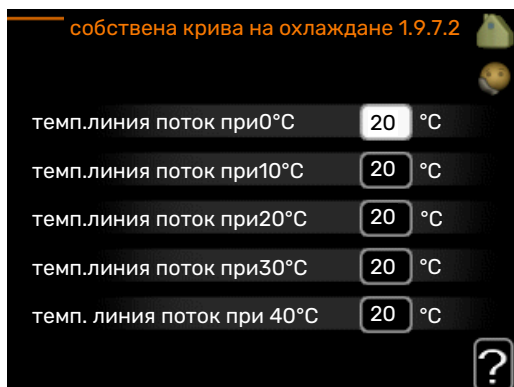 собствена крива на охлаждане 1.9.7.2
темп.линия поток при0°C 20 °C
темп.линия поток при10°C 20 °C
темп.линия поток при20°C 20 °C
темп.линия поток при30°C 20 °C
темп. линия поток при 40°C 20 °C
?